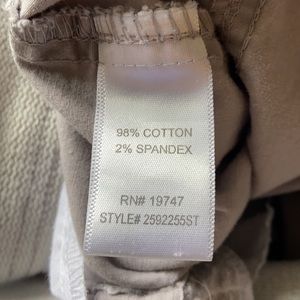 98% COTTON
2% SPANDEX
RN# 19747
STYLE# 2592255ST